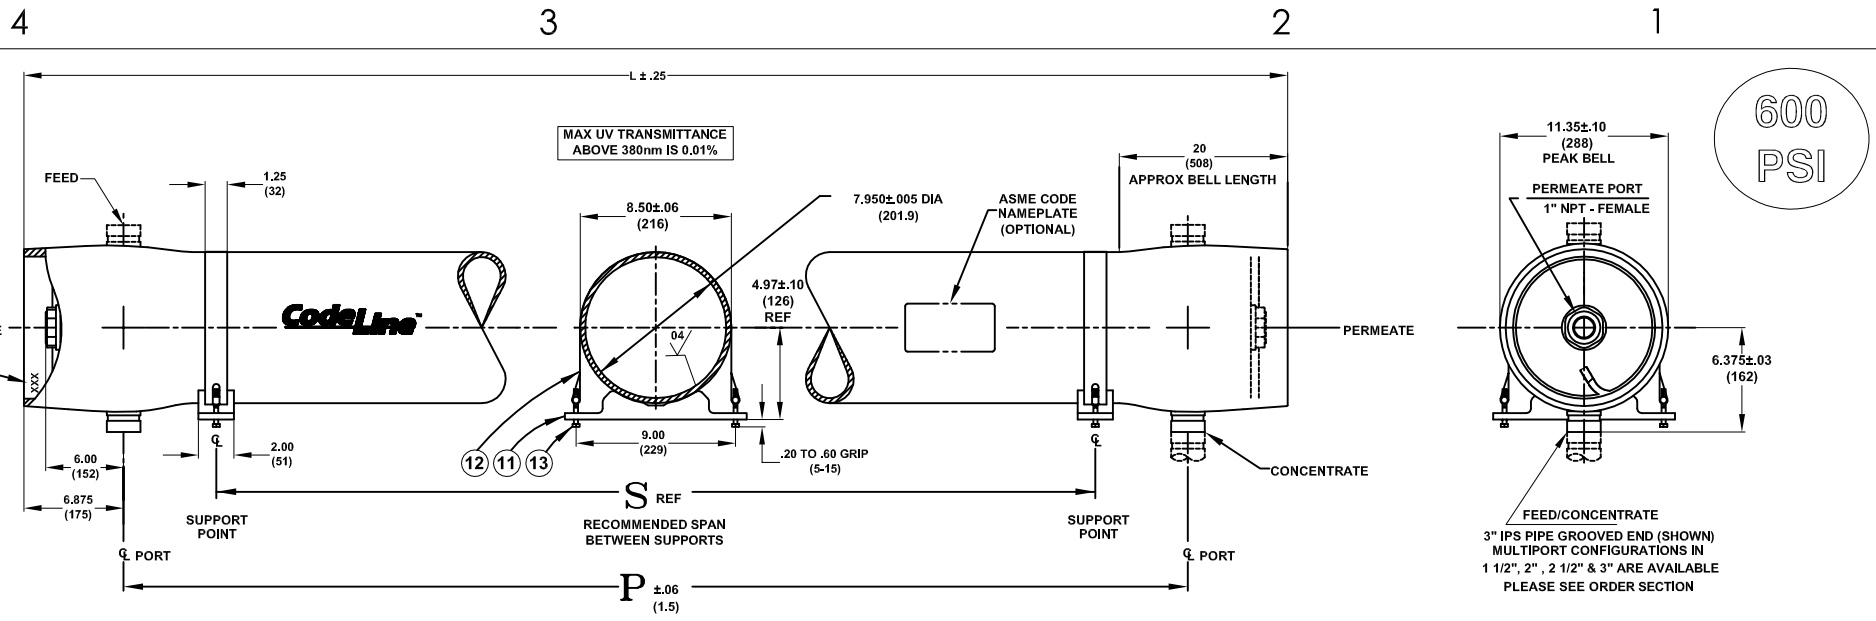 4
3
2
1
L ± .25
600
PSI
MAX UV TRANSMITTANCE
ABOVE 380nm IS 0.01%
11.35±.10
(288)
PEAK BELL
20
(508)
APPROX BELL LENGTH
FEED
1.25
(32)
8.50±.06
(216)
7.950±.005 DIA
(201.9)
ASME CODE
NAMEPLATE
(OPTIONAL)
PERMEATE PORT
1" NPT - FEMALE
4.97±.10
(126)
REF
CodeLine™
04
PERMEATE
6.375±.03
(162)
XXX
℄
2.00
(51)
9.00
(229)
12
11
13
.20 TO .60 GRIP
(5-15)
℄
6.00
(152)
CONCENTRATE
6.875
(175)
S REF
SUPPORT
POINT
RECOMMENDED SPAN
BETWEEN SUPPORTS
SUPPORT
POINT
FEED/CONCENTRATE
3" IPS PIPE GROOVED END (SHOWN)
MULTIPORT CONFIGURATIONS IN
1 1/2", 2" , 2 1/2" & 3" ARE AVAILABLE
PLEASE SEE ORDER SECTION
℄ PORT
℄ PORT
P ±.06
(1.5)